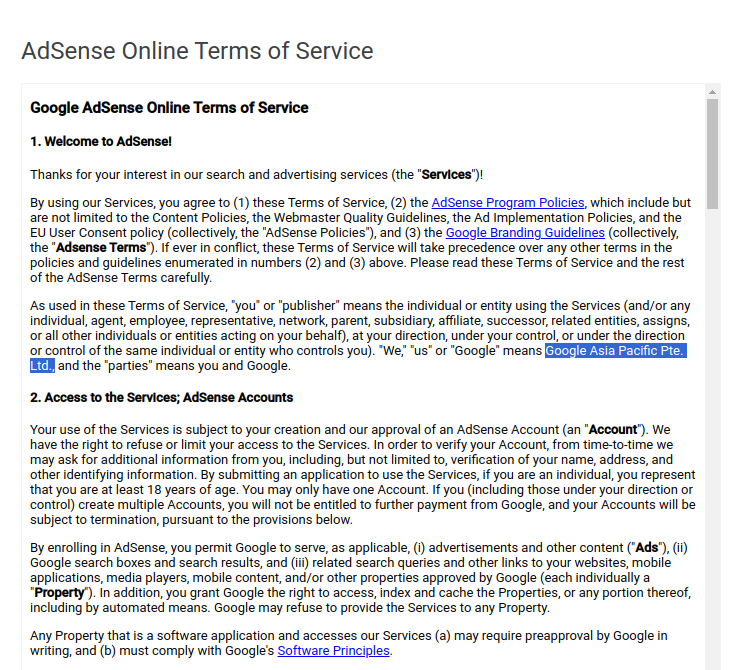 AdSense Online Terms of Service
Google AdSense Online Terms of Service
1. Welcome to AdSense!
Thanks for your interest in our search and advertising services (the "Services")!
By using our Services, you agree to (1) these Terms of Service, (2) the AdSense Program Policies, which include but
are not limited to the Content Policies, the Webmaster Quality Guidelines, the Ad Implementation Policies, and the
EU User Consent policy (collectively, the "AdSense Policies"), and (3) the Google Branding Guidelines (collectively,
the "Adsense Terms"). If ever in conflict, these Terms of Service will take precedence over any other terms in the
policies and guidelines enumerated in numbers (2) and (3) above. Please read these Terms of Service and the rest
of the AdSense Terms carefully.
As used in these Terms of Service, "you" or "publisher" means the individual or entity using the Services (and/or any
individual, agent, employee, representative, network, parent, subsidiary, affiliate, successor, related entities, assigns,
or all other individuals or entities acting on your behalf), at your direction, under your control, or under the direction
or control of the same individual or entity who controls you). "We," "us" or "Google" means Google Asia Pacific Pte.
Ltd., and the "parties" means you and Google.
2. Access to the Services; AdSense Accounts
Your use of the Services is subject to your creation and our approval of an AdSense Account (an "Account"). We
have the right to refuse or limit your access to the Services. In order to verify your Account, from time-to-time we
may ask for additional information from you, including, but not limited to, verification of your name, address, and
other identifying information. By submitting an application to use the Services, if you are an individual, you represent
that you are at least 18 years of age. You may only have one Account. If you (including those under your direction or
control) create multiple Accounts, you will not be entitled to further payment from Google, and your Accounts will be
subject to termination, pursuant to the provisions below.
By enrolling in AdSense, you permit Google to serve, as applicable, (i) advertisements and other content ("Ads"), (ii)
Google search boxes and search results, and (iii) related search queries and other links to your websites, mobile
applications, media players, mobile content, and/or other properties approved by Google (each individually a
"Property"). In addition, you grant Google the right to access, index and cache the Properties, or any portion thereof,
including by automated means. Google may refuse to provide the Services to any Property.
Any Property that is a software application and accesses our Services (a) may require preapproval by Google in
writing, and (b) must comply with Google's Software Principles.